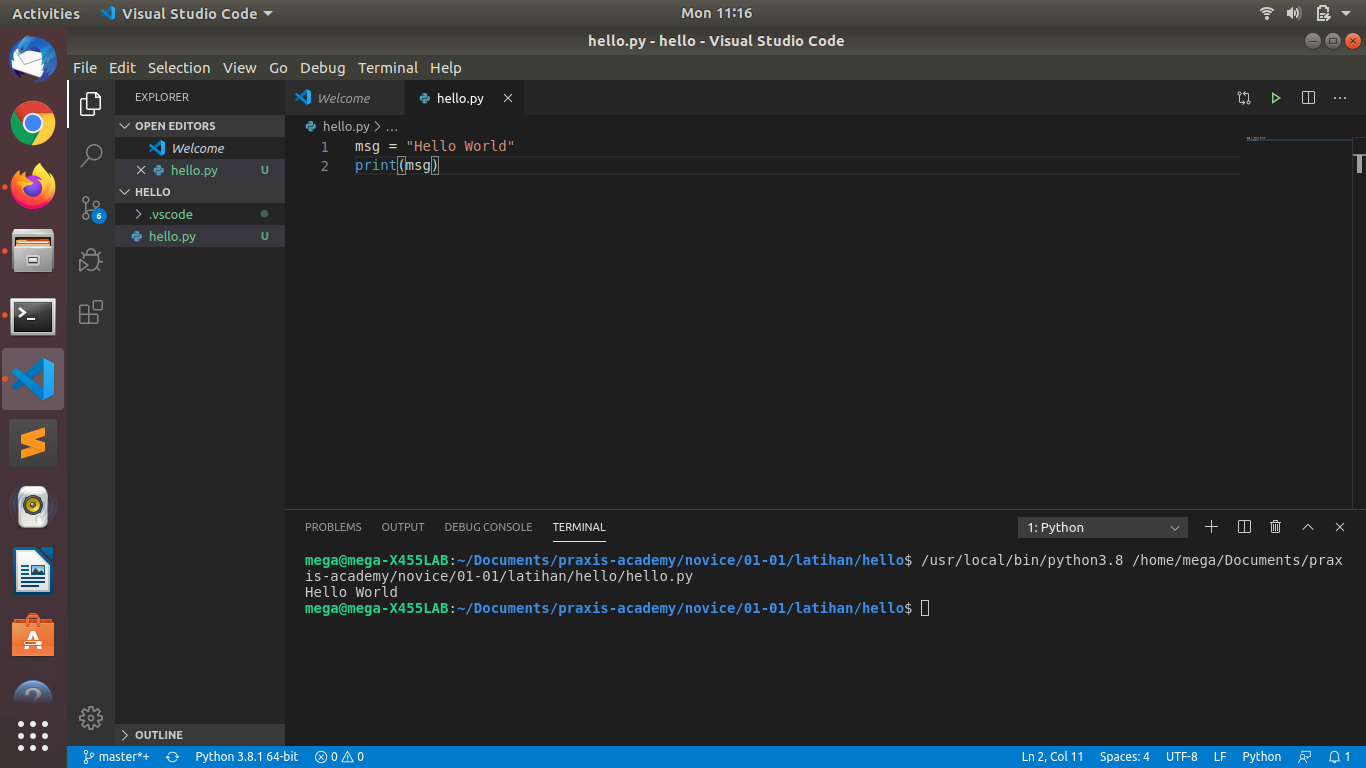 Activities Visual Studio Code Mon 11:16
hello.py - hello - Visual Studio Code
File Edit Selection View Go Debug Terminal Help
EXPLORER
OPEN EDITORS
Welcome
hello.py U
HELLO
.vscode
hello.py U
6
OUTLINE
Welcome hello.py
hello.py > ...
1 msg = "Hello World"
2 print(msg)
PROBLEMS OUTPUT DEBUG CONSOLE TERMINAL 1: Python
mega@mega-X455LAB:~/Documents/praxis-academy/novice/01-01/latihan/hello$ /usr/local/bin/python3.8 /home/mega/Documents/prax
is-academy/novice/01-01/latihan/hello/hello.py
Hello World
mega@mega-X455LAB:~/Documents/praxis-academy/novice/01-01/latihan/hello$
master*+ Python 3.8.1 64-bit 0 0 Ln 2, Col 11 Spaces: 4 UTF-8 LF Python 1